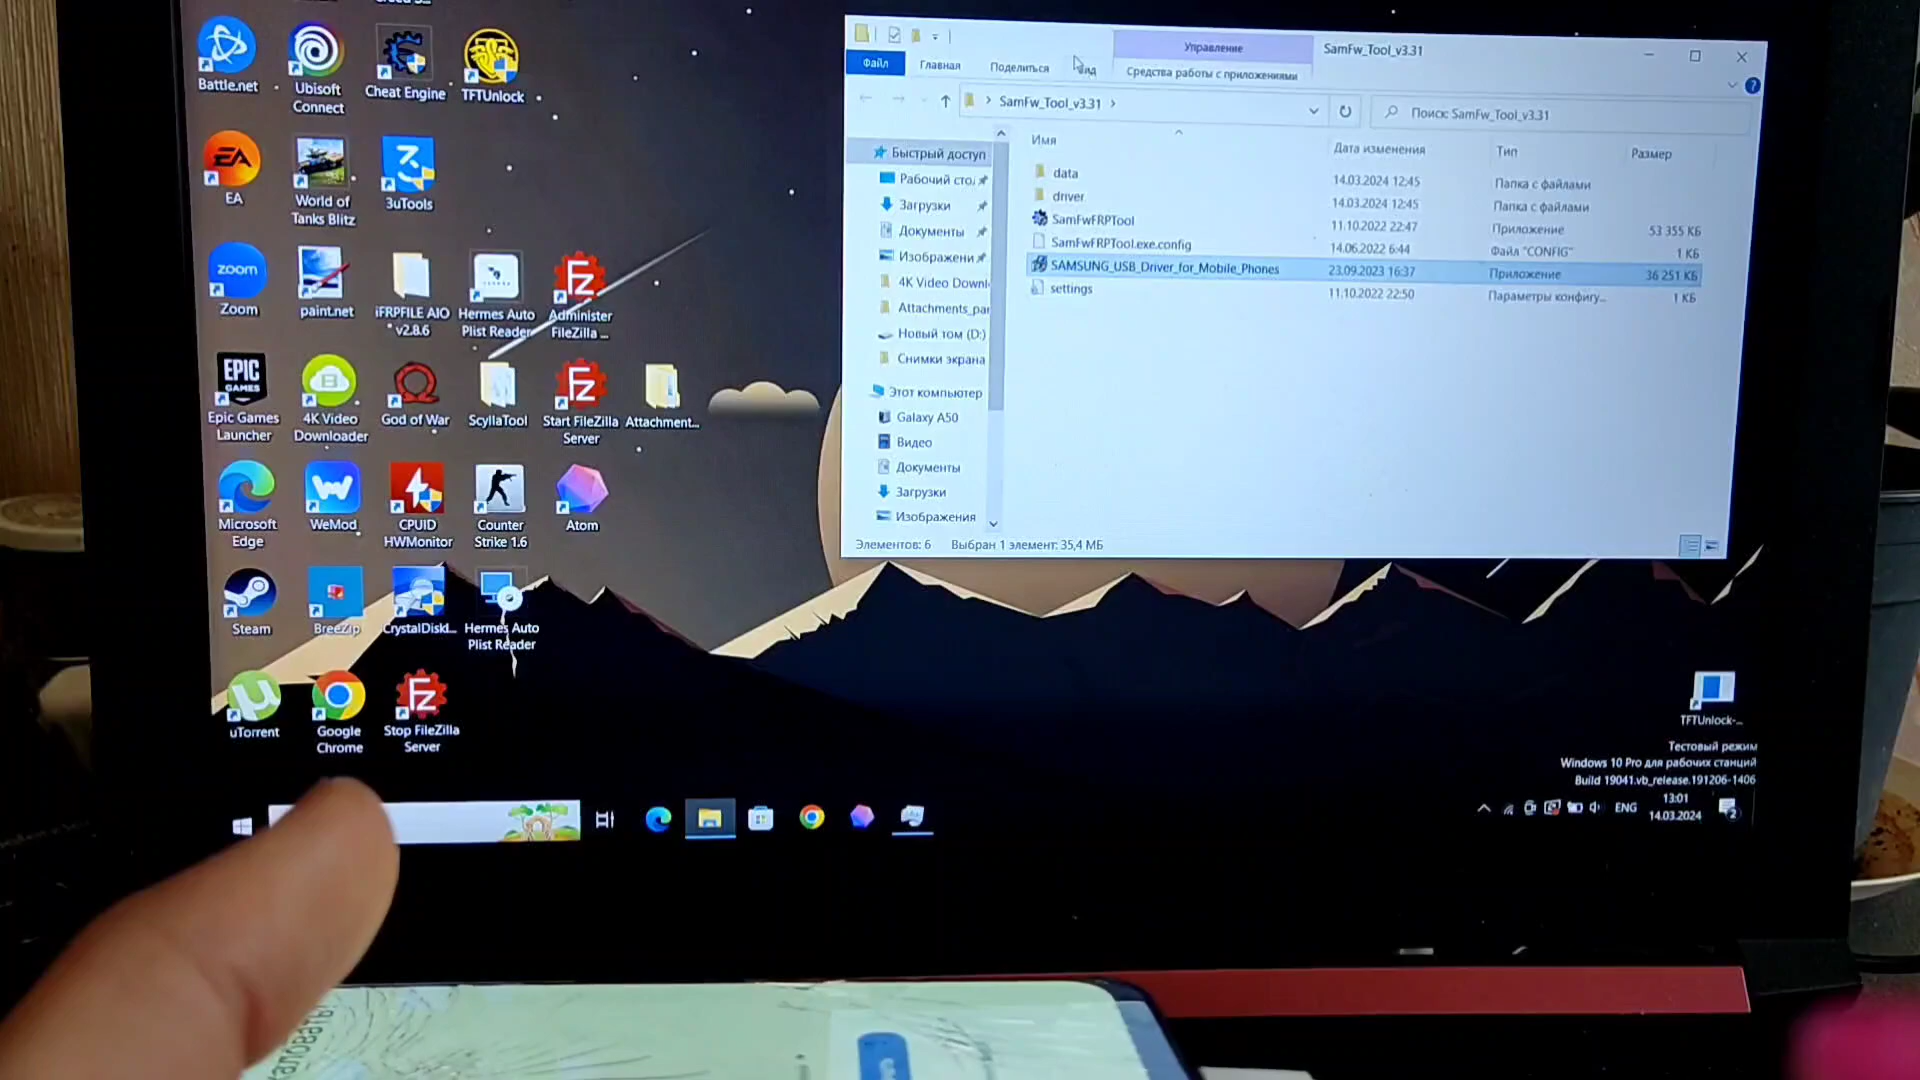 Battle.net
Ubisoft
Connect
Cheat Engine
TFTUnlock
EA
EA
World of
Tanks Blitz
3uTools
zoom
Zoom
paint.net
iFRPFILE AIO
v2.8.6
Hermes Auto
Plist Reader
Administer
FileZilla ...
EPIC
GAMES
Epic Games
Launcher
4K Video
Downloader
God of War
ScyllaTool
Start FileZilla
Server
Attachment...
Microsoft
Edge
WeMod
CPUID
HWMonitor
Counter
Strike 1.6
Atom
Steam
BreeZip
CrystalDiskI...
Hermes Auto
Plist Reader
uTorrent
Google
Chrome
Stop FileZilla
Server
Управление
SamFw_Tool_v3.31
Файл
Главная
Поделиться
Вид
Средства работы с приложениями
SamFw_Tool_v3.31
Поиск: SamFw_Tool_v3.31
Имя
Дата изменения
Тип
Размер
data
14.03.2024 12:45
Папка с файлами
driver
14.03.2024 12:45
Папка с файлами
SamFwFRPTool
11.10.2022 22:47
Приложение
53 355 КБ
SamFwFRPTool.exe.config
14.06.2022 6:44
Файл "CONFIG"
1 КБ
SAMSUNG_USB_Driver_for_Mobile_Phones
23.09.2023 16:37
Приложение
36 251 КБ
settings
11.10.2022 22:50
Параметры конфигу...
1 КБ
Быстрый доступ
Рабочий сто
Загрузки
Документы
Изображени
4K Video Downl
Attachments_pa
Новый том (D:)
Снимки экрана
Этот компьютер
Galaxy A50
Видео
Документы
Загрузки
Изображения
Элементов: 6
Выбран 1 элемент: 35,4 МБ
TFTUnlock-...
Тестовый режим
Windows 10 Pro для рабочих станций
Build 19041.vb_release.191206-1406
ENG
13:01
14.03.2024
2